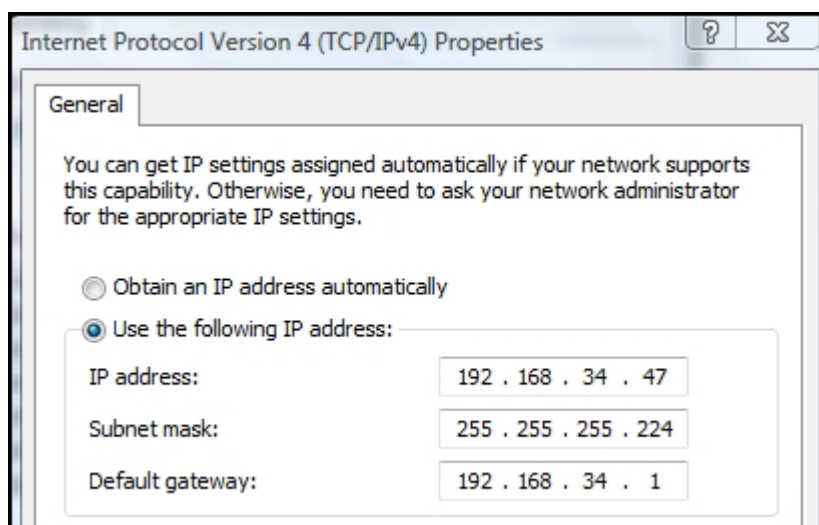 Internet Protocol Version 4 (TCP/IPv4) Properties
General
You can get IP settings assigned automatically if your network supports
this capability. Otherwise, you need to ask your network administrator
for the appropriate IP settings.
Obtain an IP address automatically
Use the following IP address:
IP address: 192 . 168 . 34 . 47
Subnet mask: 255 . 255 . 255 . 224
Default gateway: 192 . 168 . 34 . 1